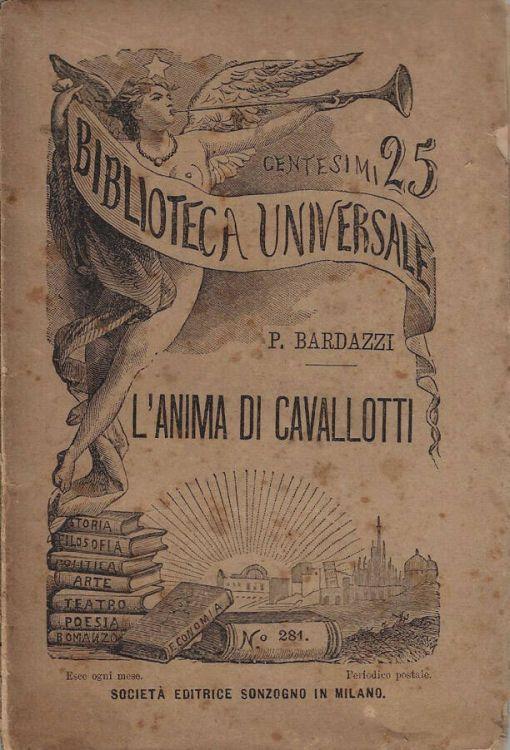 CENTESIMI 25
BIBLIOTECA UNIVERSALE
P. BARDAZZI
L'ANIMA DI CAVALLOTTI
STORIA
FILOSOFIA
POLITICA
ARTE
TEATRO
POESIA
ROMANZO
ECONOMIA
No 281.
Esce ogni mese.
Periodico postale.
SOCIETÀ EDITRICE SONZOGNO IN MILANO.